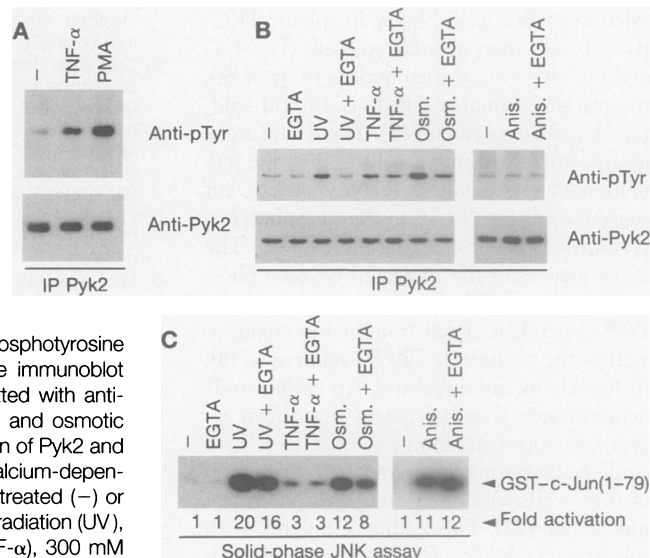 A
–
TNF-α
PMA
Anti-pTyr
Anti-Pyk2
IP Pyk2
B
–
EGTA
UV
UV + EGTA
TNF-α
TNF-α + EGTA
Osm.
Osm. + EGTA
–
Anis.
Anis. + EGTA
Anti-pTyr
Anti-Pyk2
IP Pyk2
osphotyrosine
e immunoblot
tted with anti-
and osmotic
n of Pyk2 and
alcium-depen-
treated (–) or
radiation (UV),
F-α), 300 mM
C
–
EGTA
UV
UV + EGTA
TNF-α
TNF-α + EGTA
Osm.
Osm. + EGTA
–
Anis.
Anis. + EGTA
◄ GST–c-Jun(1–79)
1 1 20 16 3 3 12 8 1 11 12 ◄ Fold activation
Solid-phase JNK assay